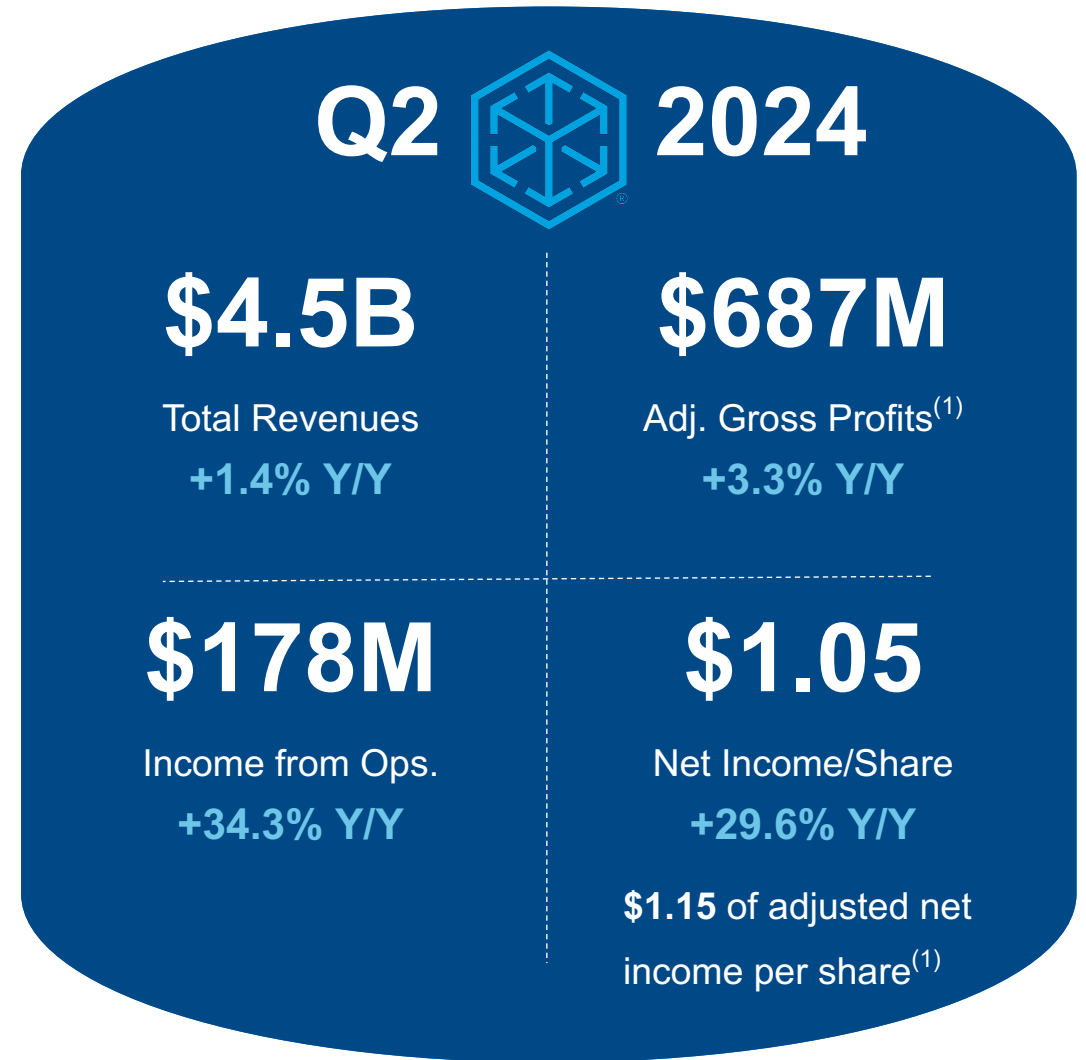 Q2 2024
®
$4.5B
Total Revenues
+1.4% Y/Y
$687M
Adj. Gross Profits(1)
+3.3% Y/Y
$178M
Income from Ops.
+34.3% Y/Y
$1.05
Net Income/Share
+29.6% Y/Y
$1.15 of adjusted net
income per share(1)